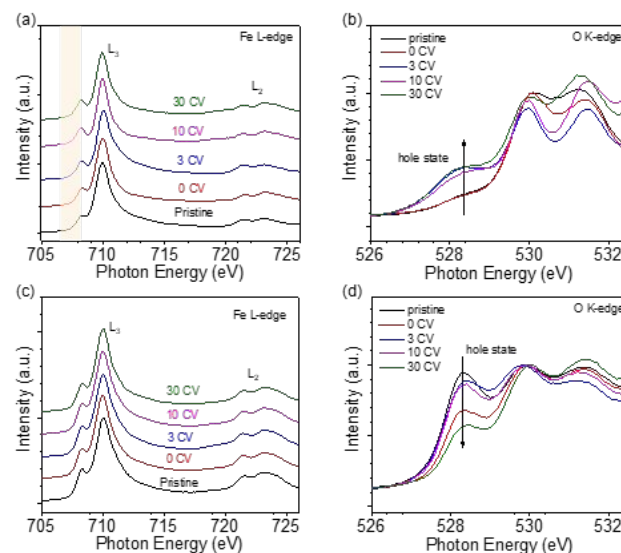 (a)
Fe L-edge
L3
L2
30 CV
10 CV
3 CV
0 CV
Pristine
Intensity (a.u.)
705 710 715 720 725
Photon Energy (eV)
(b)
O K-edge
pristine
0 CV
3 CV
10 CV
30 CV
hole state
Intensity (a.u.)
526 528 530 532
Photon Energy (eV)
(c)
Fe L-edge
L3
L2
30 CV
10 CV
3 CV
0 CV
Pristine
Intensity (a.u.)
705 710 715 720 725
Photon Energy (eV)
(d)
O K-edge
pristine
0 CV
3 CV
10 CV
30 CV
hole state
Intensity (a.u.)
526 528 530 532
Photon Energy (eV)